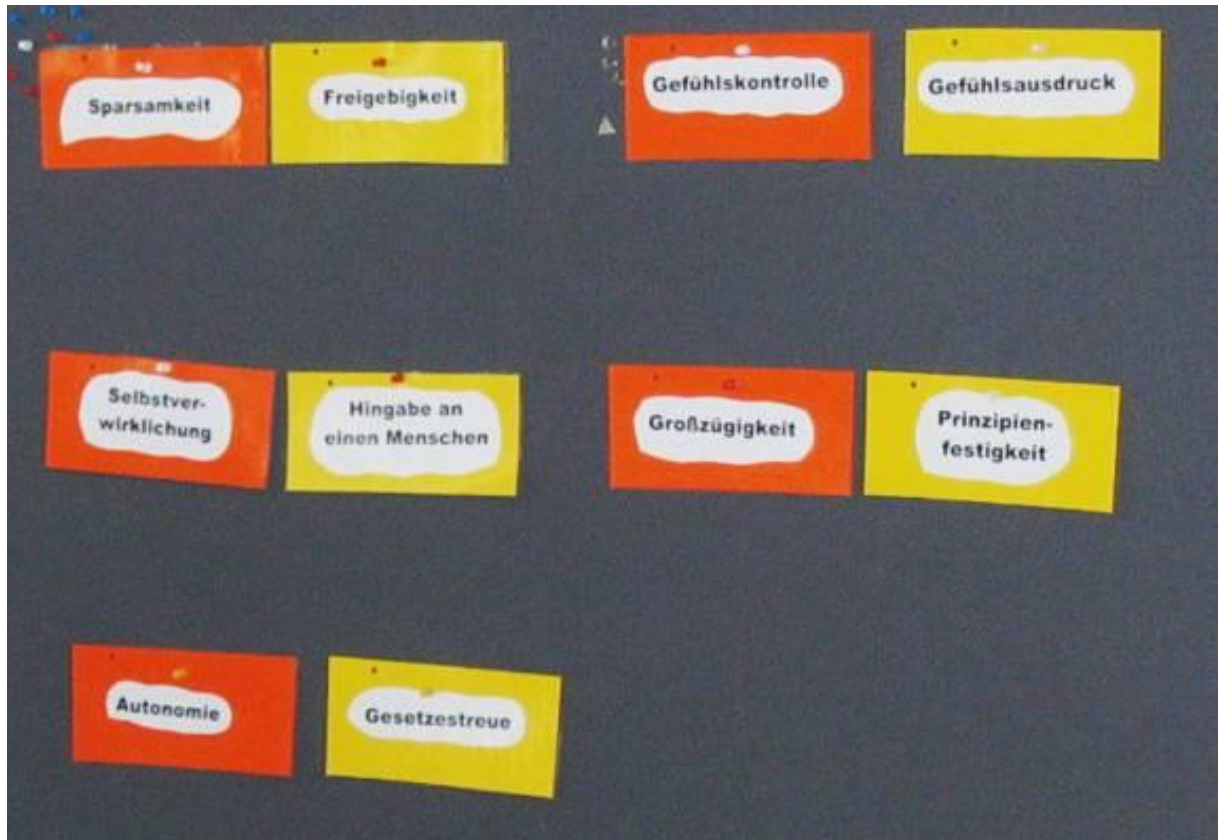 Sparsamkeit
Freigebigkeit
Gefühlskontrolle
Gefühlsausdruck
Selbstver-
wirklichung
Hingabe an
einen Menschen
Großzügigkeit
Prinzipien-
festigkeit
Autonomie
Gesetzestreue